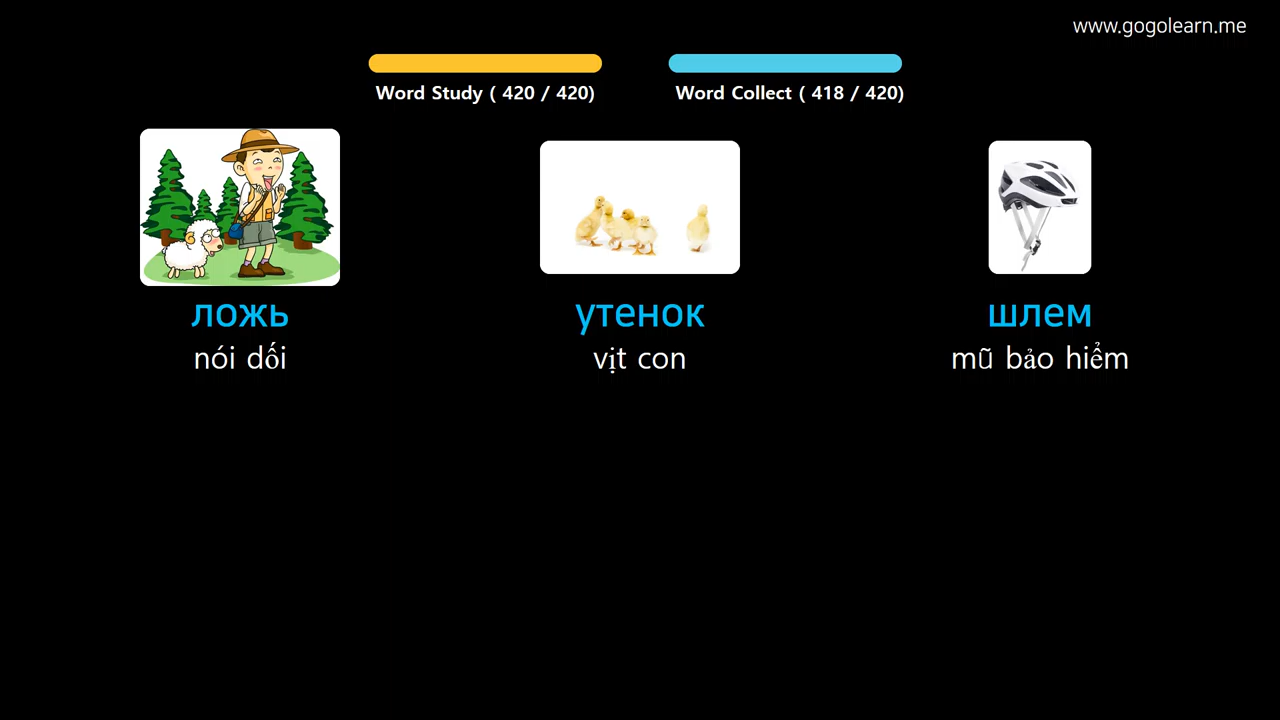 www.gogolearn.me
Word Study ( 420 / 420)
Word Collect ( 418 / 420)
ложь
nói dối
утенок
vịt con
шлем
mũ bảo hiểm